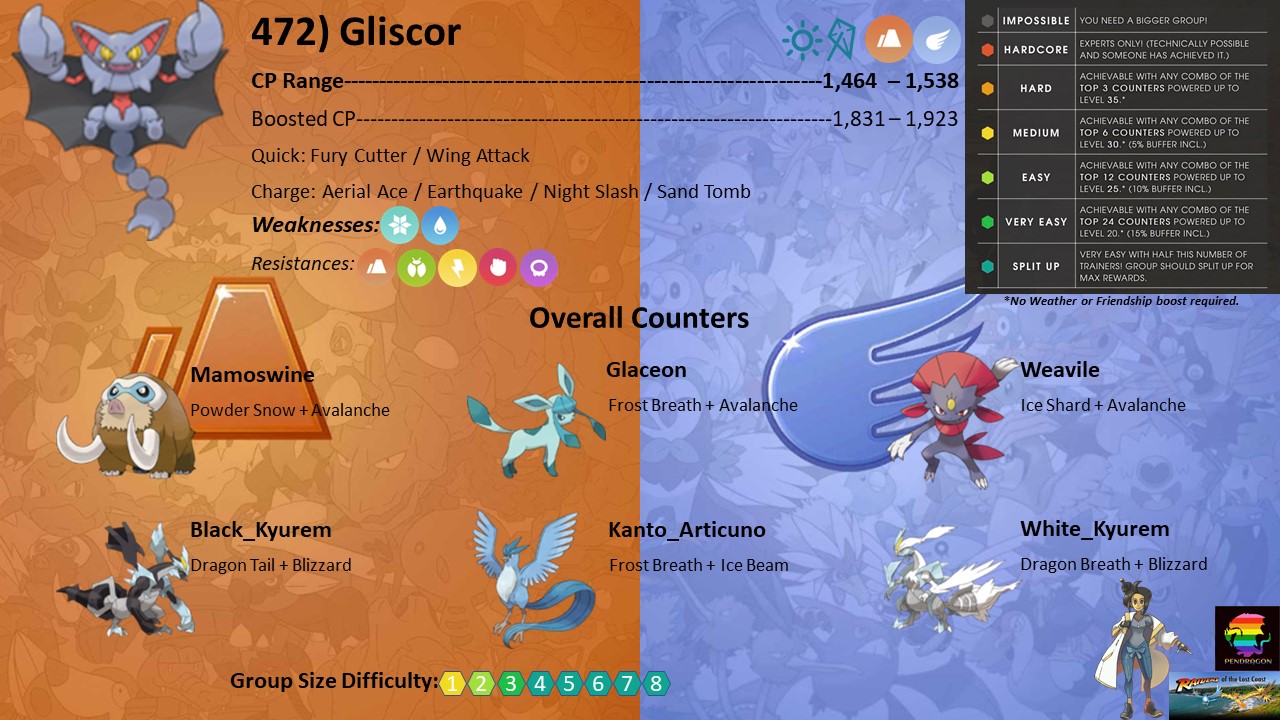 472) Gliscor
CP Range------------------------------------------------------------------------1,464 – 1,538
Boosted CP------------------------------------------------------------------------1,831 – 1,923
Quick: Fury Cutter / Wing Attack
Charge: Aerial Ace / Earthquake / Night Slash / Sand Tomb
Weaknesses:
Resistances:
IMPOSSIBLE YOU NEED A BIGGER GROUP!
HARDCORE EXPERTS ONLY! (TECHNICALLY POSSIBLE
AND SOMEONE HAS ACHIEVED IT.)
HARD ACHIEVABLE WITH ANY COMBO OF THE
TOP 3 COUNTERS POWERED UP TO
LEVEL 35.*
MEDIUM ACHIEVABLE WITH ANY COMBO OF THE
TOP 6 COUNTERS POWERED UP TO
LEVEL 30.* (5% BUFFER INCL.)
EASY ACHIEVABLE WITH ANY COMBO OF THE
TOP 12 COUNTERS POWERED UP TO
LEVEL 25.* (10% BUFFER INCL.)
VERY EASY ACHIEVABLE WITH ANY COMBO OF THE
TOP 24 COUNTERS POWERED UP TO
LEVEL 20.* (15% BUFFER INCL.)
SPLIT UP VERY EASY WITH HALF THIS NUMBER OF
TRAINERS! GROUP SHOULD SPLIT UP FOR
MAX REWARDS.
*No Weather or Friendship boost required.
Overall Counters
Mamoswine
Powder Snow + Avalanche
Glaceon
Frost Breath + Avalanche
Weavile
Ice Shard + Avalanche
Black_Kyurem
Dragon Tail + Blizzard
Kanto_Articuno
Frost Breath + Ice Beam
White_Kyurem
Dragon Breath + Blizzard
Group Size Difficulty: 1 2 3 4 5 6 7 8
PENDRAGON
RAIDERS of the Lost Coast